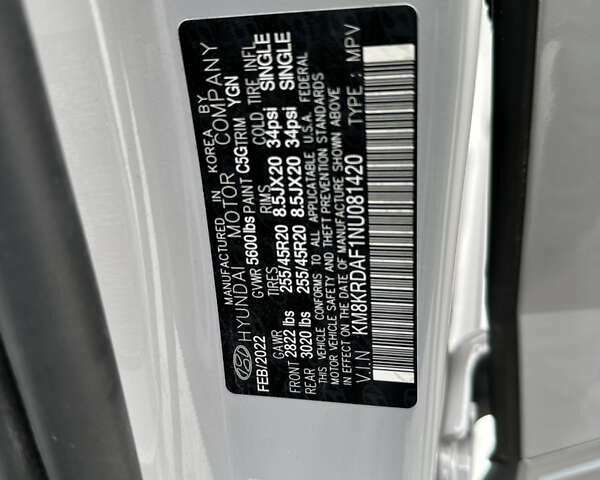 MANUFACTURED IN KOREA BY
HYUNDAI MOTOR COMPANY
FEB/2022 GVWR 5600lbs PAINT C5G TRIM YGN
GAWR TIRES RIMS COLD TIRE INFL
FRONT 2822 lbs 255/45R20 8.5JX20 34psi SINGLE
REAR 3020 lbs 255/45R20 8.5JX20 34psi SINGLE
THIS VEHICLE CONFORMS TO ALL APPLICABLE U.S.A. FEDERAL
MOTOR VEHICLE SAFETY AND THEFT PREVENTION STANDARDS
IN EFFECT ON THE DATE OF MANUFACTURE SHOWN ABOVE
V.I.N KM8KRDAF1NU081420 TYPE : MPV